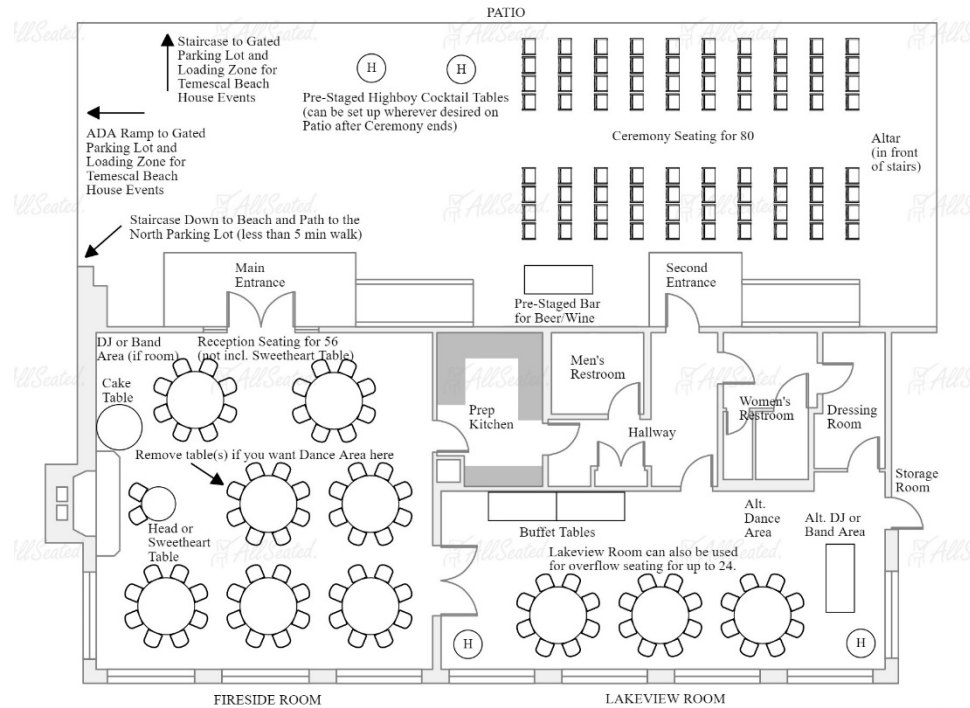 PATIO
Staircase to Gated
Parking Lot and
Loading Zone for
Temescal Beach
House Events
H
H
Pre-Staged Highboy Cocktail Tables
(can be set up wherever desired on
Patio after Ceremony ends)
ADA Ramp to Gated
Parking Lot and
Loading Zone for
Temescal Beach
House Events
Ceremony Seating for 80
Altar
(in front
of stairs)
Staircase Down to Beach and Path to the
North Parking Lot (less than 5 min walk)
Main
Entrance
Second
Entrance
Pre-Staged Bar
for Beer/Wine
DJ or Band
Area (if room)
Reception Seating for 56
(not incl. Sweetheart Table)
Cake
Table
Men's
Restroom
Prep
Kitchen
Hallway
Women's
Restroom
Dressing
Room
Remove table(s) if you want Dance Area here
Storage
Room
Head or
Sweetheart
Table
Buffet Tables
Alt.
Dance
Area
Alt. DJ or
Band Area
Lakeview Room can also be used
for overflow seating for up to 24.
H
H
FIRESIDE ROOM
LAKEVIEW ROOM
AllSeated.